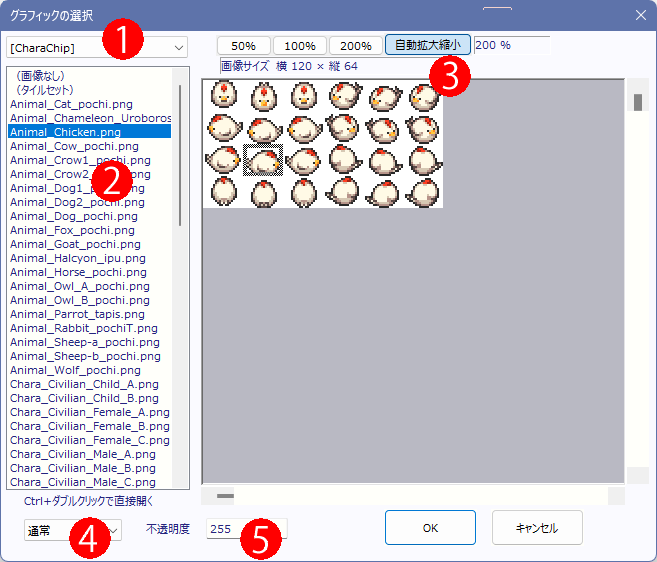 グラフィックの選択
[CharaChip]
1
50%
100%
200%
自動拡大縮小
200 %
画像サイズ 横 120 × 縦 64
3
(画像なし)
(タイルセット)
Animal_Cat_pochi.png
Animal_Chameleon_Uroboros
Animal_Chicken.png
Animal_Cow_pochi.png
Animal_Crow1_pochi.png
Animal_Crow2_pochi.png
2
Animal_Dog1_pochi.png
Animal_Dog2_pochi.png
Animal_Dog_pochi.png
Animal_Fox_pochi.png
Animal_Goat_pochi.png
Animal_Halcyon_ipu.png
Animal_Horse_pochi.png
Animal_Owl_A_pochi.png
Animal_Owl_B_pochi.png
Animal_Parrot_tapis.png
Animal_Rabbit_pochiT.png
Animal_Sheep-a_pochi.png
Animal_Sheep-b_pochi.png
Animal_Wolf_pochi.png
Chara_Civilian_Child_A.png
Chara_Civilian_Child_B.png
Chara_Civilian_Female_A.png
Chara_Civilian_Female_B.png
Chara_Civilian_Female_C.png
Chara_Civilian_Male_A.png
Chara_Civilian_Male_B.png
Chara_Civilian_Male_C.png
Ctrl+ダブルクリックで直接開く
通常
4
不透明度
255
5
OK
キャンセル